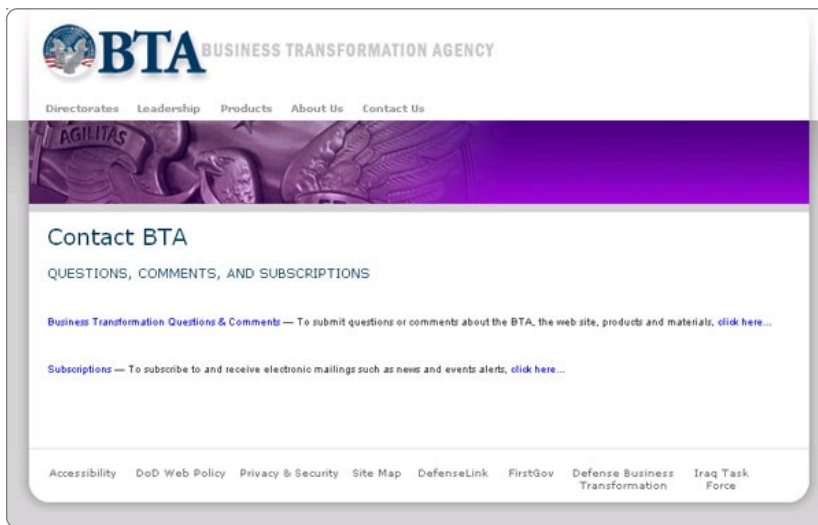 BTA BUSINESS TRANSFORMATION AGENCY
Directorates Leadership Products About Us Contact Us
AGILITAS
Contact BTA
QUESTIONS, COMMENTS, AND SUBSCRIPTIONS
Business Transformation Questions & Comments — To submit questions or comments about the BTA, the web site, products and materials, click here...
Subscriptions — To subscribe to and receive electronic mailings such as news and events alerts, click here...
Accessibility DoD Web Policy Privacy & Security Site Map DefenseLink FirstGov Defense Business Iraq Task
Transformation Force